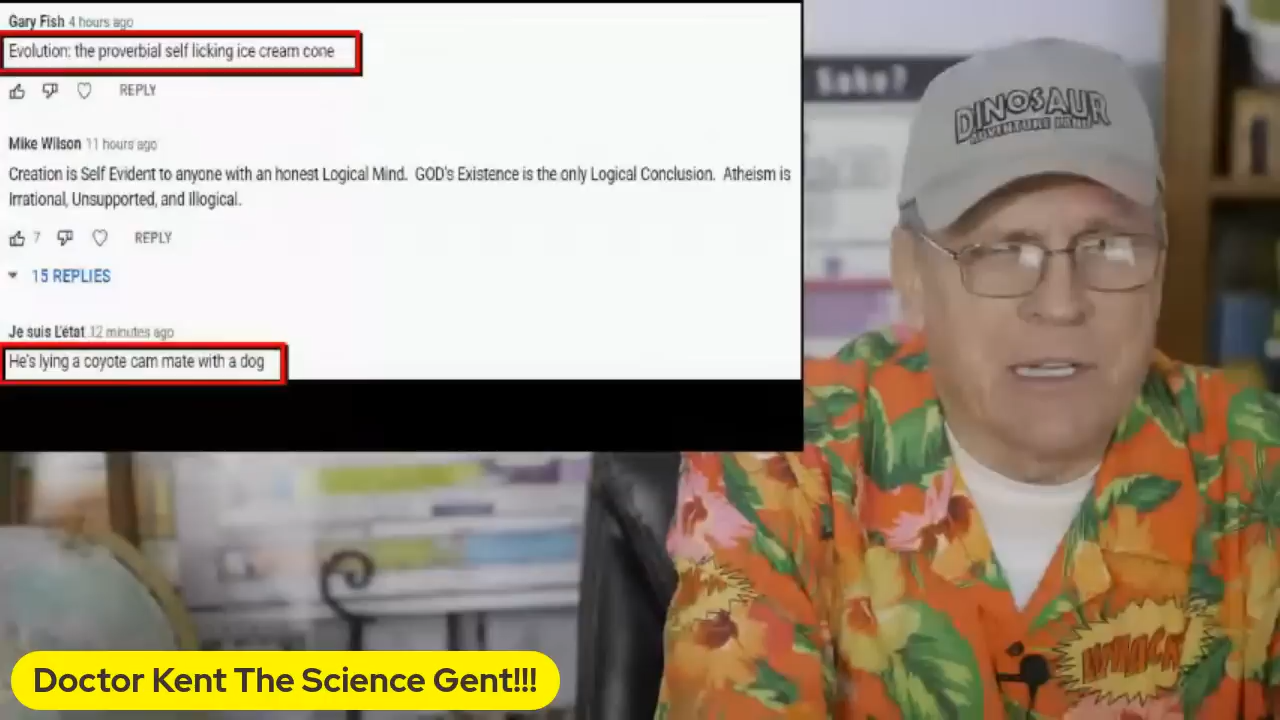 Gary Fish 4 hours ago
Evolution: the proverbial self licking ice cream cone
REPLY
Mike Wilson 11 hours ago
Creation is Self Evident to anyone with an honest Logical Mind. GOD's Existence is the only Logical Conclusion. Atheism is
Irrational, Unsupported, and Illogical.
7 REPLY
15 REPLIES
Je suis L'état 12 minutes ago
He's lying a coyote cam mate with a dog
DINOSAUR
ADVENTURE LAND
Doctor Kent The Science Gent!!!